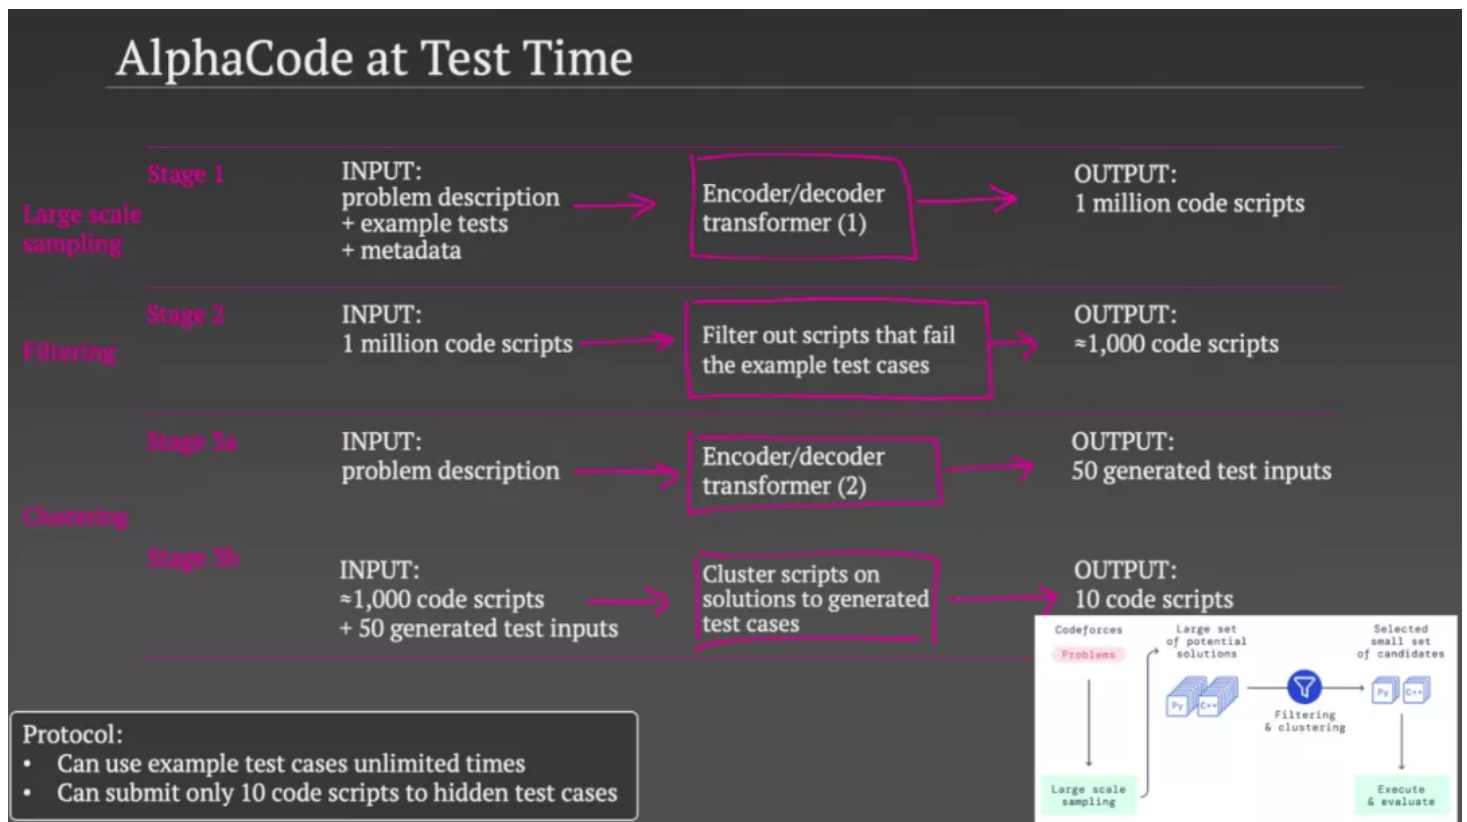 AlphaCode at Test Time
Stage 1
Large scale
sampling
INPUT:
problem description
+ example tests
+ metadata
Encoder/decoder
transformer (1)
OUTPUT:
1 million code scripts
Stage 2
Filtering
INPUT:
1 million code scripts
Filter out scripts that fail
the example test cases
OUTPUT:
≈1,000 code scripts
Stage 3a
INPUT:
problem description
Encoder/decoder
transformer (2)
OUTPUT:
50 generated test inputs
Clustering
Stage 3b
INPUT:
≈1,000 code scripts
+ 50 generated test inputs
Cluster scripts on
solutions to generated
test cases
OUTPUT:
10 code scripts
Protocol:
• Can use example test cases unlimited times
• Can submit only 10 code scripts to hidden test cases
Codeforces
Problems
Large set
of potential
solutions
Selected
small set
of candidates
Py
C++
Py
C++
Filtering
& clustering
Large scale
sampling
Execute
& evaluate